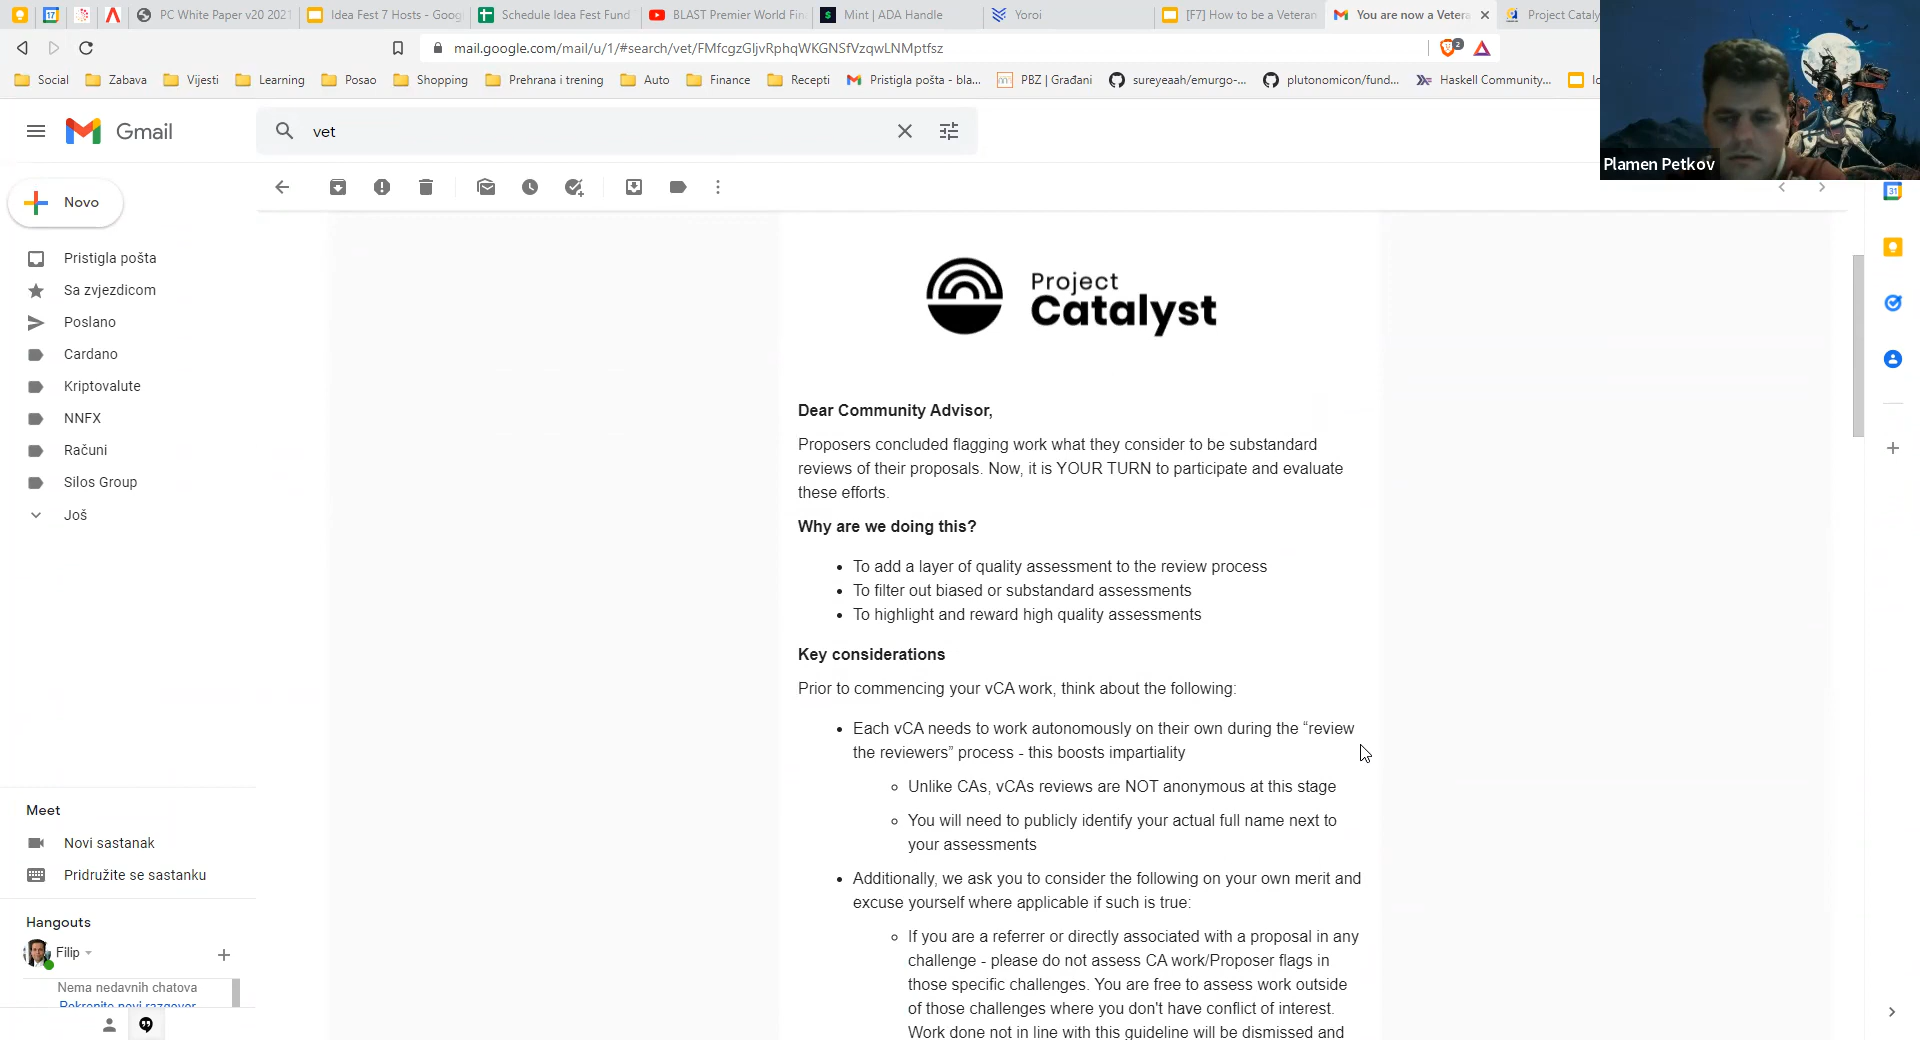 PC White Paper v20 2021
Idea Fest 7 Hosts - Goog
Schedule Idea Fest Fund
BLAST Premier World Fin
Mint | ADA Handle
Yoroi
[F7] How to be a Veteran
You are now a Vetera
Project Cataly
mail.google.com/mail/u/1/#search/vet/FMfcgzGljvRphqWKGNSfVzqwLNMptfsz
2
Social
Zabava
Vijesti
Learning
Posao
Shopping
Prehrana i trening
Auto
Finance
Recepti
Pristigla pošta - bla...
PBZ | Građani
sureyeaah/emurgo-...
plutonomicon/fund...
Haskell Community...
Plamen Petkov
Gmail
vet
Novo
31
Pristigla pošta
Sa zvjezdicom
Poslano
Cardano
Kriptovalute
NNFX
Računi
Silos Group
Još
Project
Catalyst
Dear Community Advisor,
Proposers concluded flagging work what they consider to be substandard
reviews of their proposals. Now, it is YOUR TURN to participate and evaluate
these efforts.
Why are we doing this?
• To add a layer of quality assessment to the review process
• To filter out biased or substandard assessments
• To highlight and reward high quality assessments
Key considerations
Prior to commencing your vCA work, think about the following:
• Each vCA needs to work autonomously on their own during the “review
the reviewers” process - this boosts impartiality
◦ Unlike CAs, vCAs reviews are NOT anonymous at this stage
◦ You will need to publicly identify your actual full name next to
your assessments
• Additionally, we ask you to consider the following on your own merit and
excuse yourself where applicable if such is true:
◦ If you are a referrer or directly associated with a proposal in any
challenge - please do not assess CA work/Proposer flags in
those specific challenges. You are free to assess work outside
of those challenges where you don't have conflict of interest.
Work done not in line with this guideline will be dismissed and
Meet
Novi sastanak
Pridružite se sastanku
Hangouts
Filip
Nema nedavnih chatova
Pokrenite novi razgovor